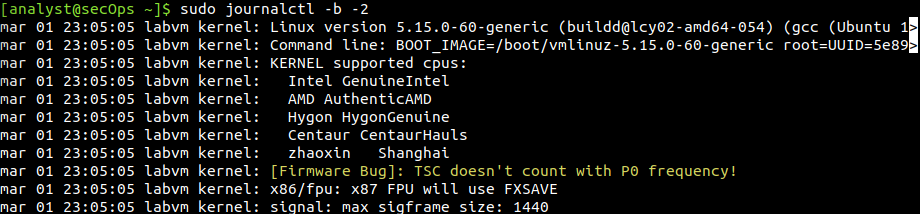 [analyst@secOps ~]$ sudo journalctl -b -2
mar 01 23:05:05 labvm kernel: Linux version 5.15.0-60-generic (buildd@lcy02-amd64-054) (gcc (Ubuntu 1>
mar 01 23:05:05 labvm kernel: Command line: BOOT_IMAGE=/boot/vmlinuz-5.15.0-60-generic root=UUID=5e89>
mar 01 23:05:05 labvm kernel: KERNEL supported cpus:
mar 01 23:05:05 labvm kernel:   Intel GenuineIntel
mar 01 23:05:05 labvm kernel:   AMD AuthenticAMD
mar 01 23:05:05 labvm kernel:   Hygon HygonGenuine
mar 01 23:05:05 labvm kernel:   Centaur CentaurHauls
mar 01 23:05:05 labvm kernel:   zhaoxin   Shanghai
mar 01 23:05:05 labvm kernel: [Firmware Bug]: TSC doesn't count with P0 frequency!
mar 01 23:05:05 labvm kernel: x86/fpu: x87 FPU will use FXSAVE
mar 01 23:05:05 labvm kernel: signal: max sigframe size: 1440